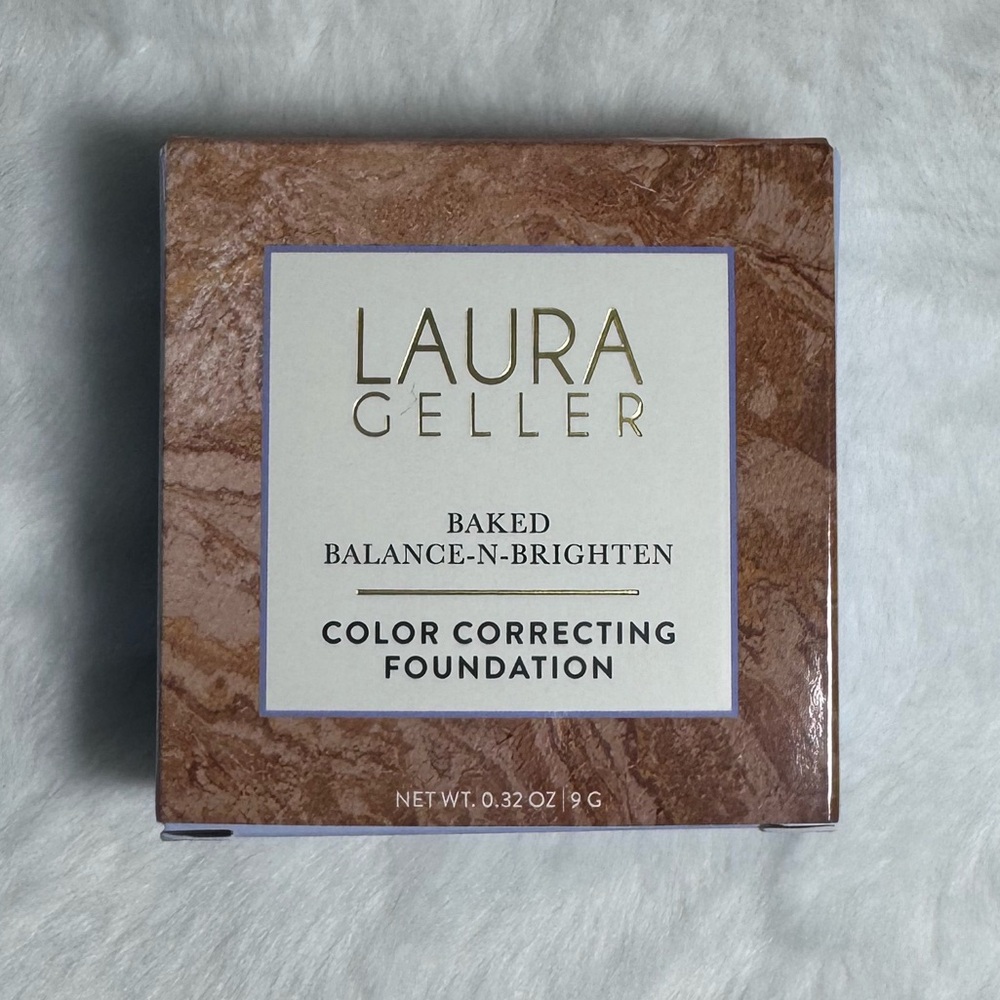 LAURA
GELLER
BAKED
BALANCE-N-BRIGHTEN
COLOR CORRECTING
FOUNDATION
NET WT. 0.32 OZ | 9 G